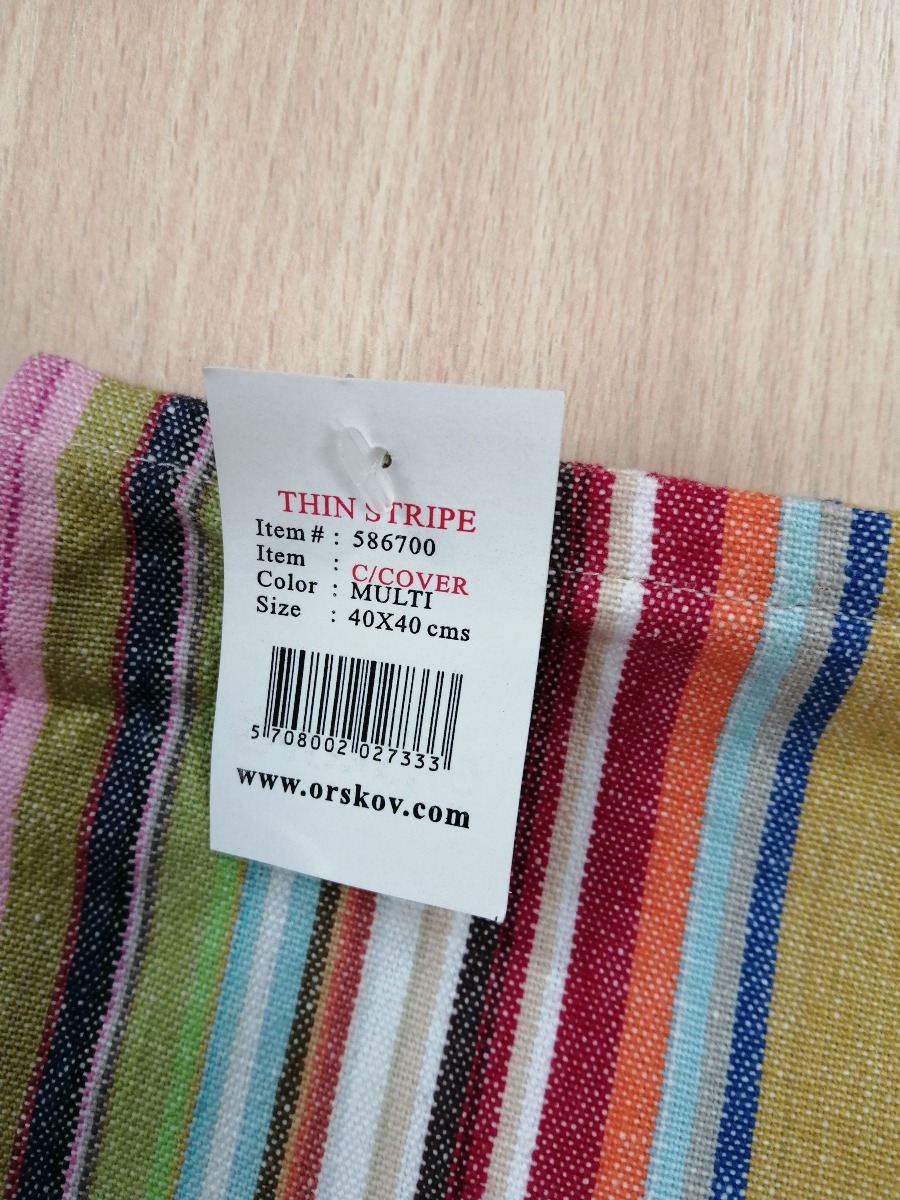 THIN STRIPE
Item # : 586700
Item : C/COVER
Color : MULTI
Size : 40X40 cms
5 708002 027333
www.orskov.com